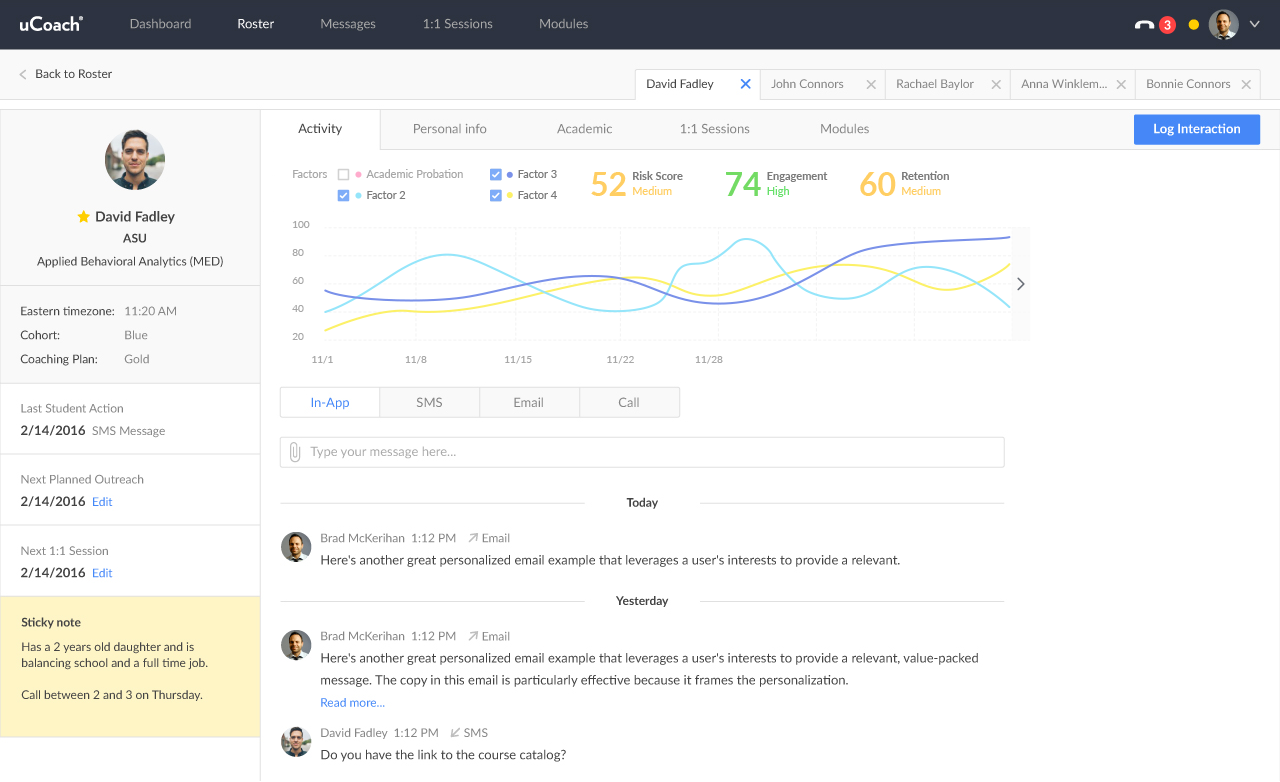 uCoach® Dashboard Roster Messages 1:1 Sessions Modules 3
Back to Roster
David Fadley John Connors Rachael Baylor Anna Winklem... Bonnie Connors
David Fadley
ASU
Applied Behavioral Analytics (MED)
Eastern timezone: 11:20 AM
Cohort: Blue
Coaching Plan: Gold
Last Student Action
2/14/2016 SMS Message
Next Planned Outreach
2/14/2016 Edit
Next 1:1 Session
2/14/2016 Edit
Sticky note
Has a 2 years old daughter and is
balancing school and a full time job.
Call between 2 and 3 on Thursday.
Activity Personal info Academic 1:1 Sessions Modules Log Interaction
Factors Academic Probation Factor 3
Factor 2 Factor 4
52 Risk Score
Medium
74 Engagement
High
60 Retention
Medium
100
80
60
40
20
11/1 11/8 11/15 11/22 11/28
In-App SMS Email Call
Type your message here...
Today
Brad McKerihan 1:12 PM Email
Here's another great personalized email example that leverages a user's interests to provide a relevant.
Yesterday
Brad McKerihan 1:12 PM Email
Here's another great personalized email example that leverages a user's interests to provide a relevant, value-packed
message. The copy in this email is particularly effective because it frames the personalization.
Read more...
David Fadley 1:12 PM SMS
Do you have the link to the course catalog?